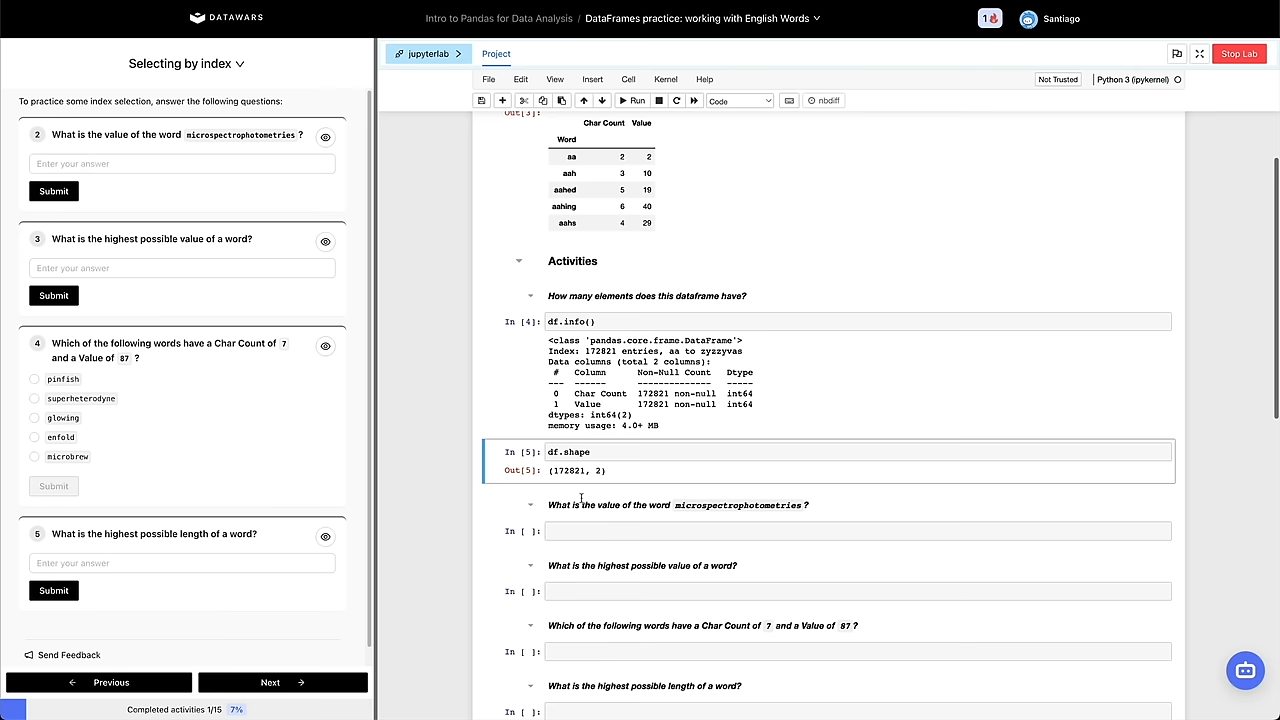 DATAWARS
Intro to Pandas for Data Analysis / DataFrames practice: working with English Words
1
Santiago
Selecting by index
To practice some index selection, answer the following questions:
2 What is the value of the word microspectrophotometries ?
Enter your answer
Submit
3 What is the highest possible value of a word?
Enter your answer
Submit
4 Which of the following words have a Char Count of 7
and a Value of 87 ?
pinfish
superheterodyne
glowing
enfold
microbrew
Submit
5 What is the highest possible length of a word?
Enter your answer
Submit
Send Feedback
← Previous
Next →
Completed activities 1/15 7%
jupyterlab
Project
Stop Lab
File Edit View Insert Cell Kernel Help
Not Trusted
Python 3 (ipykernel)
Run
Code
nbdiff
Out[3]:
Char Count Value
Word
aa 2 2
aah 3 10
aahed 5 19
aahing 6 40
aahs 4 29
Activities
How many elements does this dataframe have?
In [4]: df.info()
<class 'pandas.core.frame.DataFrame'>
Index: 172821 entries, aa to zyzzyvas
Data columns (total 2 columns):
# Column Non-Null Count Dtype
--- ------ -------------- -----
0 Char Count 172821 non-null int64
1 Value 172821 non-null int64
dtypes: int64(2)
memory usage: 4.0+ MB
In [5]: df.shape
Out[5]: (172821, 2)
What is the value of the word microspectrophotometries ?
In [ ]:
What is the highest possible value of a word?
In [ ]:
Which of the following words have a Char Count of 7 and a Value of 87 ?
In [ ]:
What is the highest possible length of a word?
In [ ]: